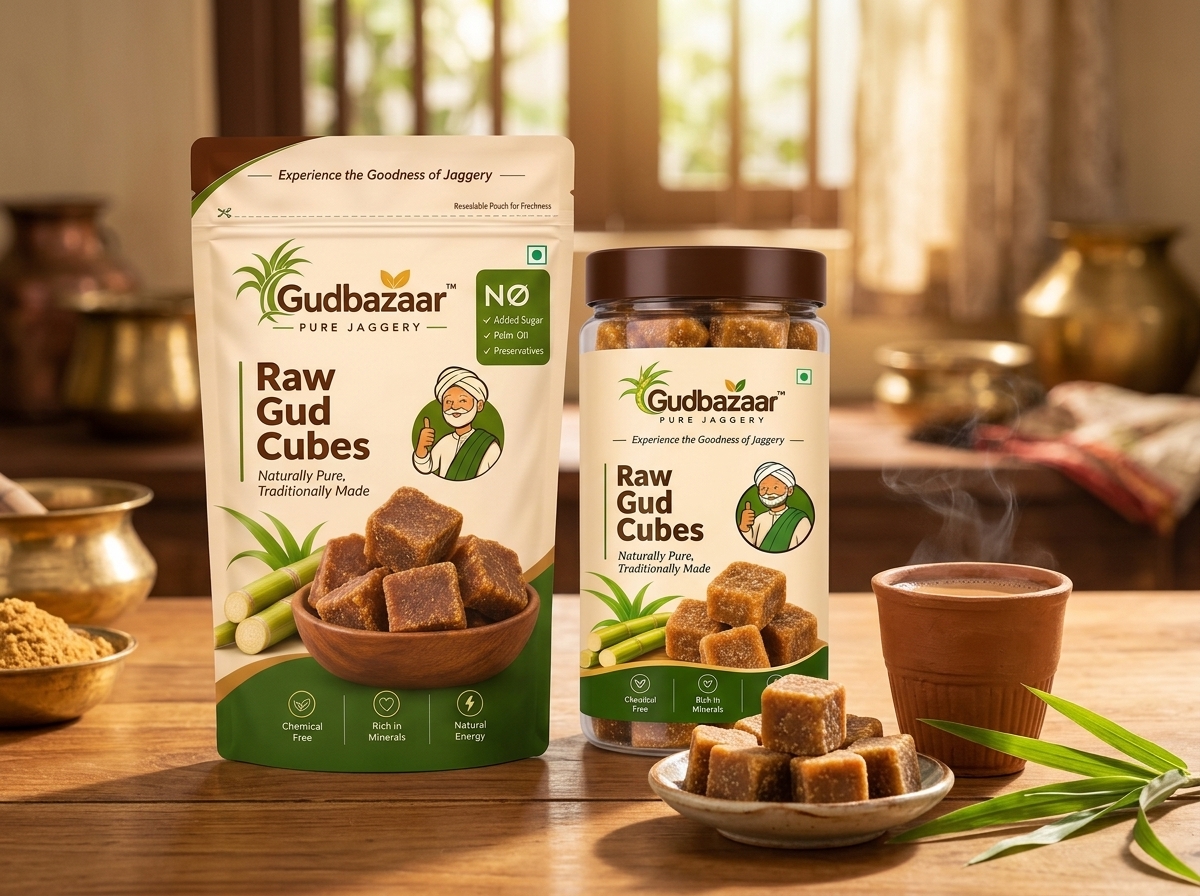 Experience the Goodness of Jaggery
Reselable Pouch for Frechness
Gudbazaar™
PURE JAGGERY
NØ
✓ Added Sugar
✓ Pelm Oil
✓ Preservatives
Raw
Gud
Cubes
Naturally Pure,
Traditionally Made
Chemical
Free
Rich in
Minerals
Natural
Energy
Gudbazaar™
PURE JAGGERY
Experience the Goodness of Jaggery
Raw
Gud
Cubes
Naturally Pure,
Traditionally Made
Free
Rich in
Minerals